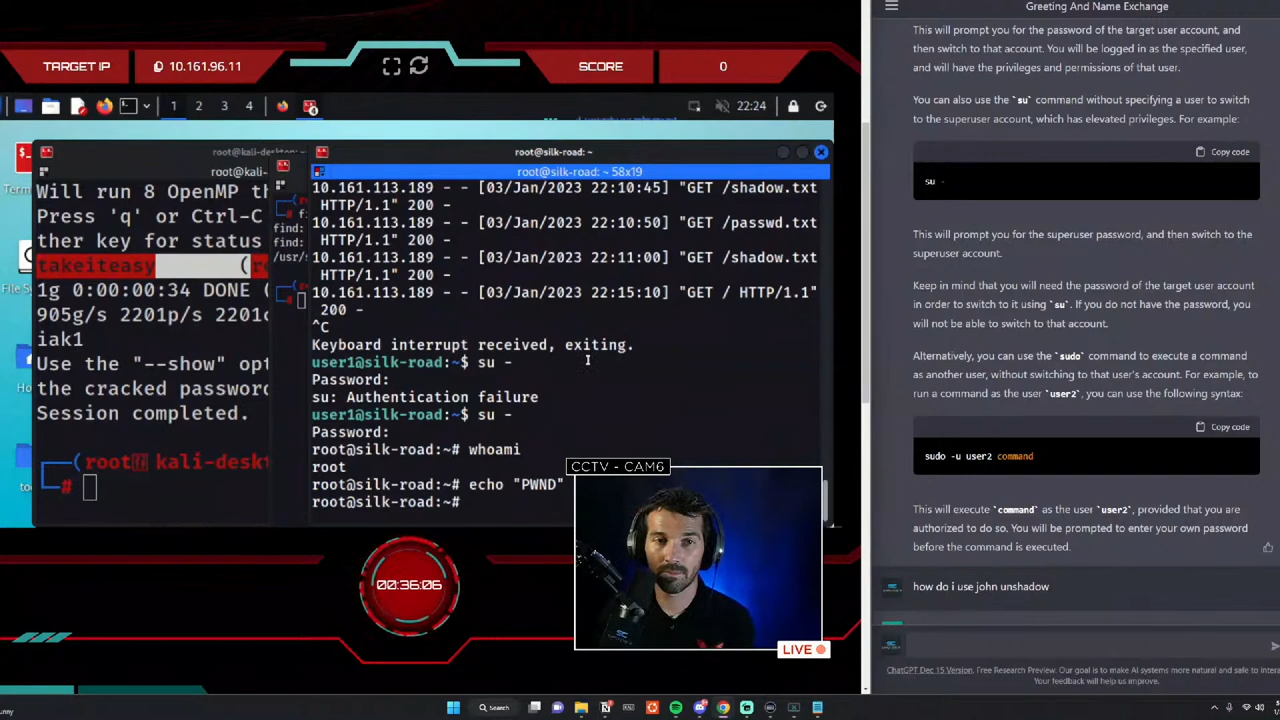 TARGET IP
10.161.96.11
SCORE
0
1 2 3 4
22:24
root@kali-desktop: ~
root@kali-
Will run 8 OpenMP th
Press 'q' or Ctrl-C
ther key for status
takeiteasy (r
1g 0:00:00:34 DONE (
905g/s 2201p/s 2201c
iak1
Use the "--show" opt
the cracked password
Session completed.
(root kali-deskt
#
find:
find:
/usr/s
root@silk-road: ~
root@silk-road: ~ 58x19
10.161.113.189 - - [03/Jan/2023 22:10:45] "GET /shadow.txt
HTTP/1.1" 200 -
10.161.113.189 - - [03/Jan/2023 22:10:50] "GET /passwd.txt
HTTP/1.1" 200 -
10.161.113.189 - - [03/Jan/2023 22:11:00] "GET /shadow.txt
HTTP/1.1" 200 -
10.161.113.189 - - [03/Jan/2023 22:15:10] "GET / HTTP/1.1"
200 -
^C
Keyboard interrupt received, exiting.
user1@silk-road:~$ su -
Password:
su: Authentication failure
user1@silk-road:~$ su -
Password:
root@silk-road:~# whoami
root
root@silk-road:~# echo "PWND"
root@silk-road:~#
CCTV - CAM6
LIVE
00:36:06
Greeting And Name Exchange
This will prompt you for the password of the target user account, and
then switch to that account. You will be logged in as the specified user,
and will have the privileges and permissions of that user.
You can also use the `su` command without specifying a user to switch
to the superuser account, which has elevated privileges. For example:
Copy code
su -
This will prompt you for the superuser password, and then switch to the
superuser account.
Keep in mind that you will need the password of the target user account
in order to switch to it using `su`. If you do not have the password, you
will not be able to switch to that account.
Alternatively, you can use the `sudo` command to execute a command
as another user, without switching to that user's account. For example, to
run a command as the user `user2`, you can use the following syntax:
Copy code
sudo -u user2 command
This will execute `command` as the user `user2`, provided that you are
authorized to do so. You will be prompted to enter your own password
before the command is executed.
how do i use john unshadow
ChatGPT Dec 15 Version. Free Research Preview. Our goal is to make AI systems more natural and safe to intera
Your feedback will help us improve.
Search